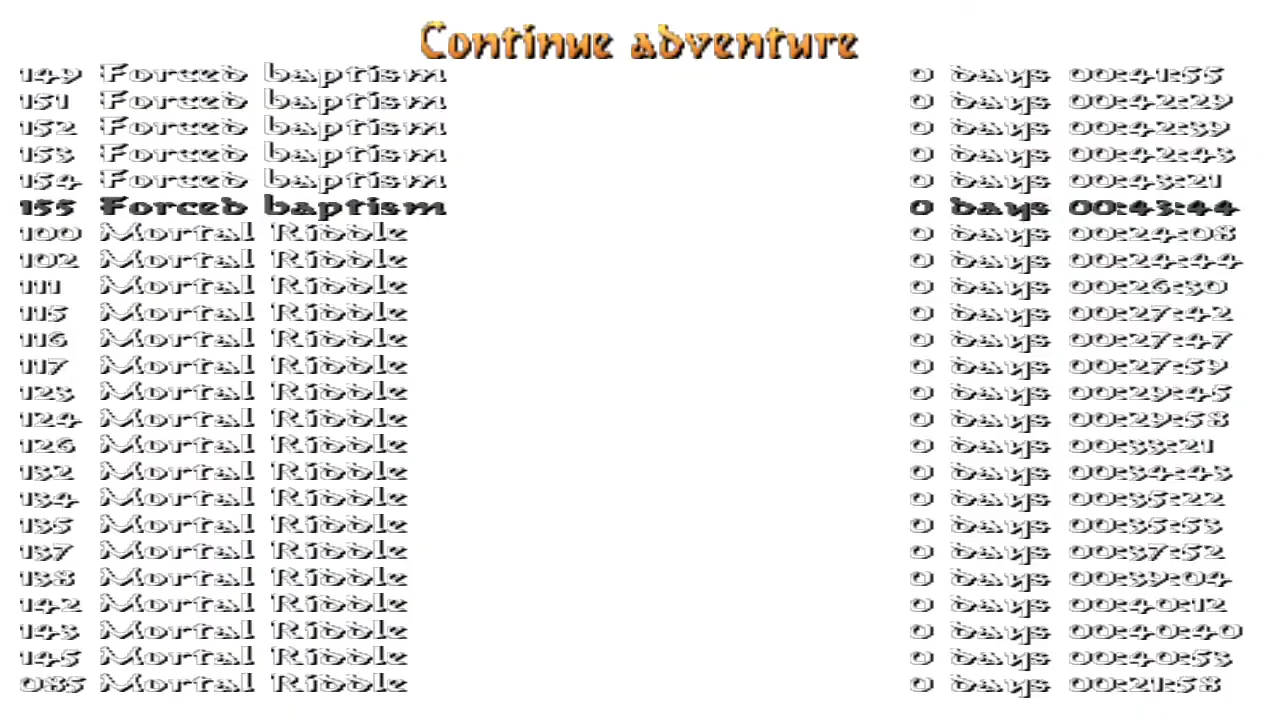 Continue adventure
149 Forced baptism 0 days 00:41:55
151 Forced baptism 0 days 00:42:29
152 Forced baptism 0 days 00:42:39
153 Forced baptism 0 days 00:42:43
154 Forced baptism 0 days 00:43:21
155 Forced baptism 0 days 00:43:44
100 Mortal Riddle 0 days 00:24:08
102 Mortal Riddle 0 days 00:24:44
111 Mortal Riddle 0 days 00:26:30
115 Mortal Riddle 0 days 00:27:42
116 Mortal Riddle 0 days 00:27:47
117 Mortal Riddle 0 days 00:27:59
123 Mortal Riddle 0 days 00:29:45
124 Mortal Riddle 0 days 00:29:58
126 Mortal Riddle 0 days 00:33:21
132 Mortal Riddle 0 days 00:34:43
134 Mortal Riddle 0 days 00:35:22
135 Mortal Riddle 0 days 00:35:53
137 Mortal Riddle 0 days 00:37:52
138 Mortal Riddle 0 days 00:39:04
142 Mortal Riddle 0 days 00:40:12
143 Mortal Riddle 0 days 00:40:40
145 Mortal Riddle 0 days 00:40:53
085 Mortal Riddle 0 days 00:21:58